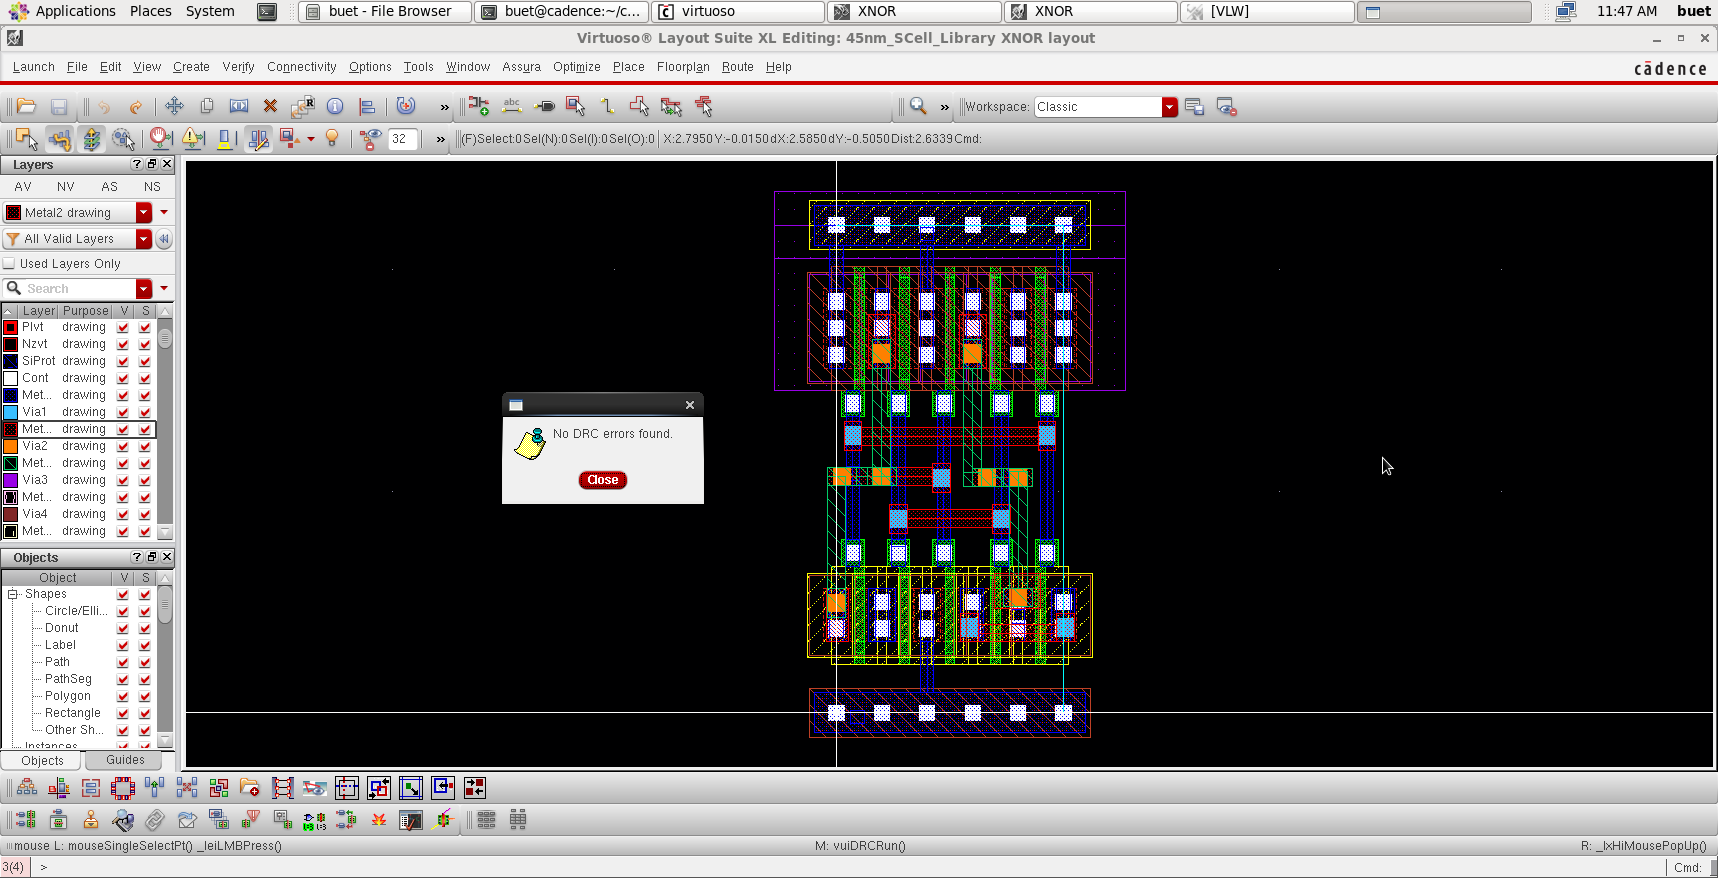 Applications Places System
buet - File Browser
buet@cadence:~/c...
virtuoso
XNOR
XNOR
[VLW]
11:47 AM buet
Virtuoso® Layout Suite XL Editing: 45nm_SCell_Library XNOR layout
Launch File Edit View Create Verify Connectivity Options Tools Window Assura Optimize Place Floorplan Route Help
cādence
» » Workspace: Classic
32 » (F)Select:0 Sel(N):0 Sel(I):0 Sel(O):0 X:2.7950 Y:-0.0150 dX:2.5850 dY:-0.5050 Dist:2.6339 Cmd:
Layers
AV NV AS NS
Metal2 drawing
All Valid Layers
Used Layers Only
Search
Layer Purpose V S
Plvt drawing
Nzvt drawing
SiProt drawing
Cont drawing
Met... drawing
Via1 drawing
Met... drawing
Via2 drawing
Met... drawing
Via3 drawing
Met... drawing
Via4 drawing
Met... drawing
Objects
Object V S
Shapes
Circle/Elli...
Donut
Label
Path
PathSeg
Polygon
Rectangle
Other Sh...
Instances
Objects Guides
No DRC errors found.
Close
mouse L: mouseSingleSelectPt() _leiLMBPress()
M: vuiDRCRun()
R: _lxHiMousePopUp()
3(4) >
Cmd: